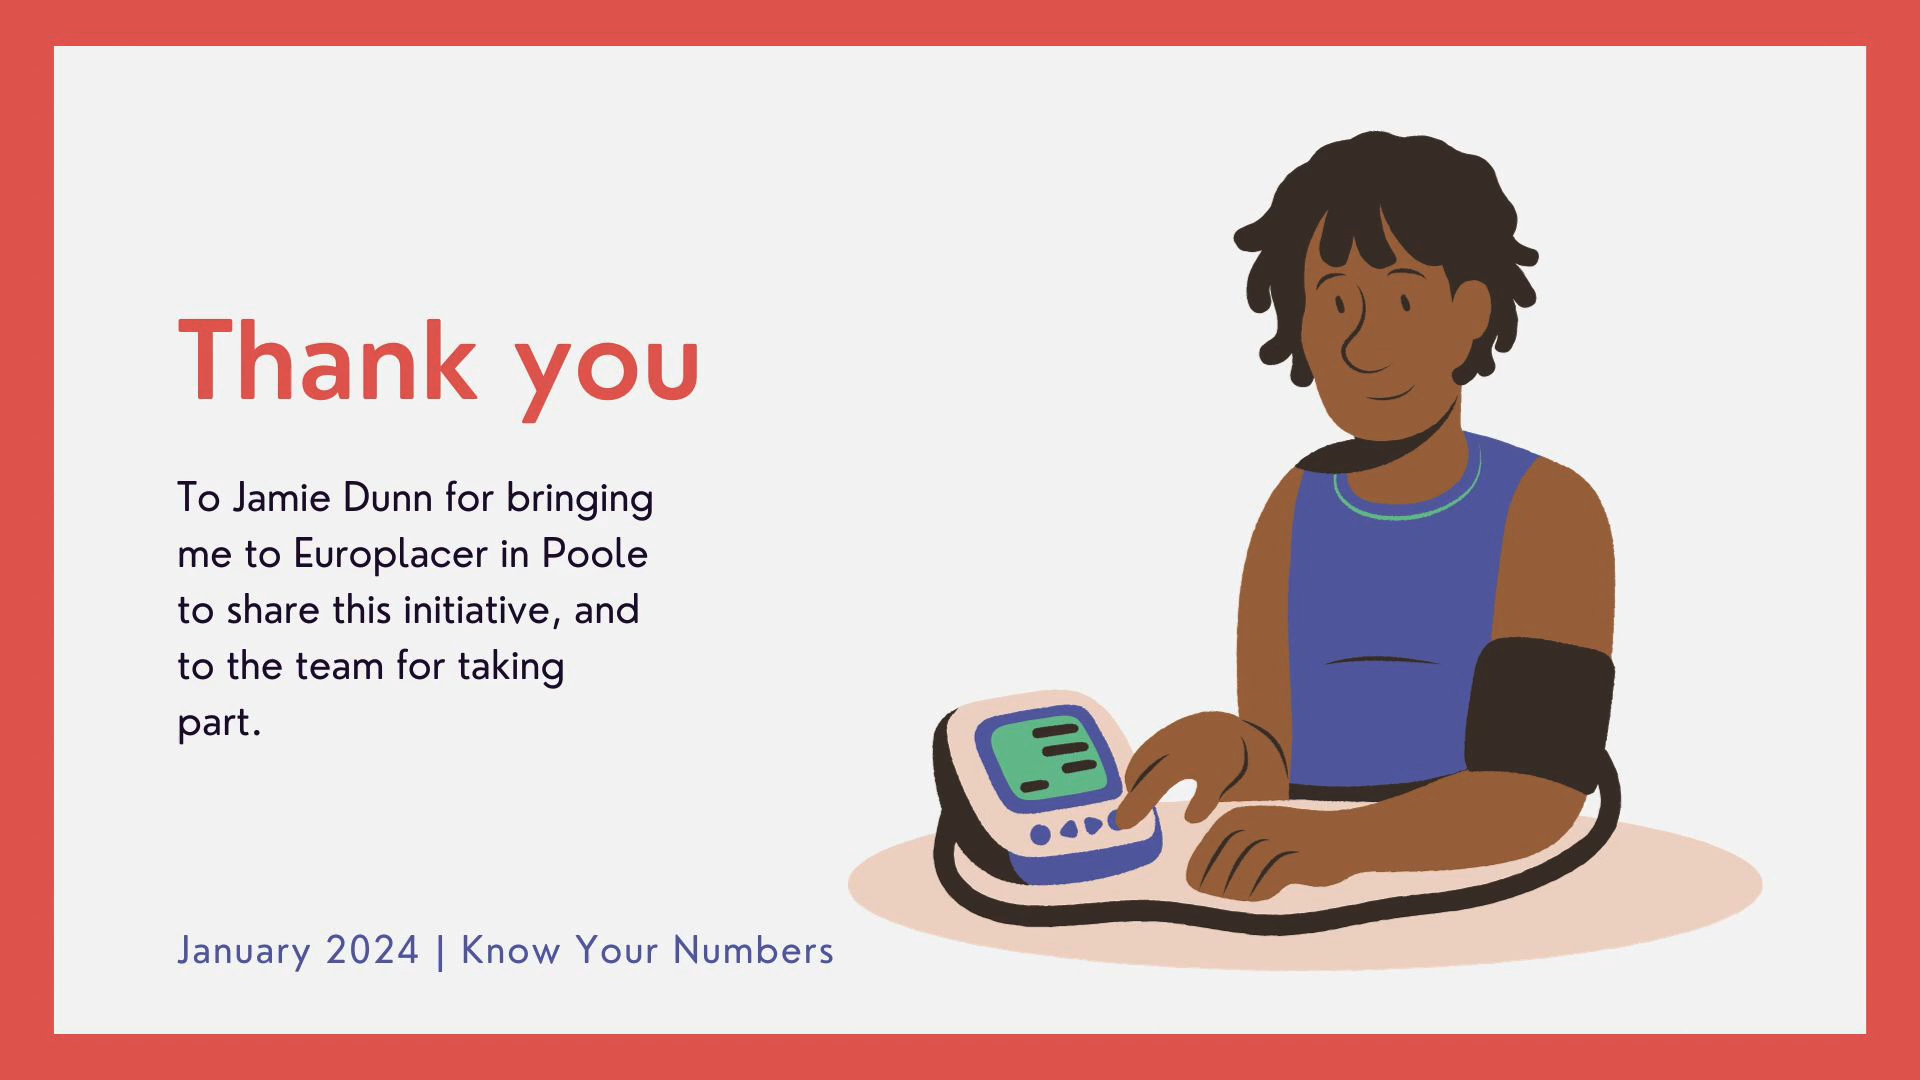 Thank you
To Jamie Dunn for bringing
me to Europlacer in Poole
to share this initiative, and
to the team for taking
part.
January 2024 | Know Your Numbers